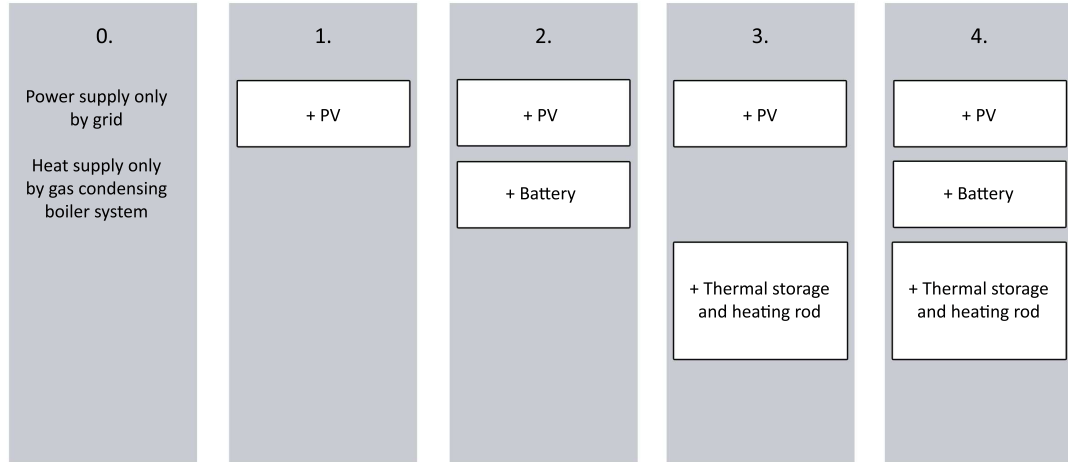 0.
Power supply only
by grid
Heat supply only
by gas condensing
boiler system
1.
+ PV
2.
+ PV
+ Battery
3.
+ PV
+ Thermal storage
and heating rod
4.
+ PV
+ Battery
+ Thermal storage
and heating rod